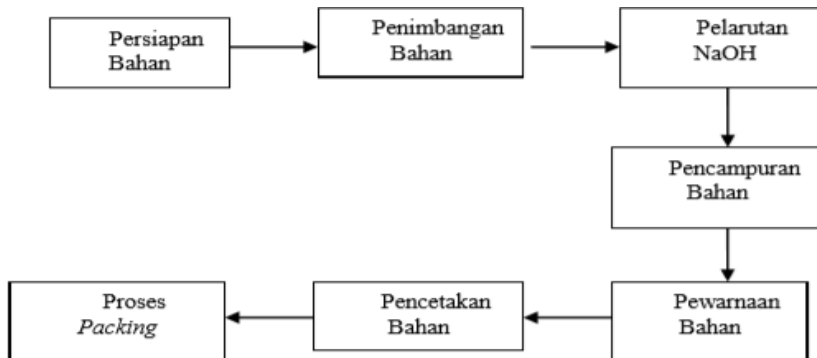 Persiapan
Bahan
Penimbangan
Bahan
Pelarutan
NaOH
Pencampuran
Bahan
Pewarnaan
Bahan
Pencetakan
Bahan
Proses
Packing